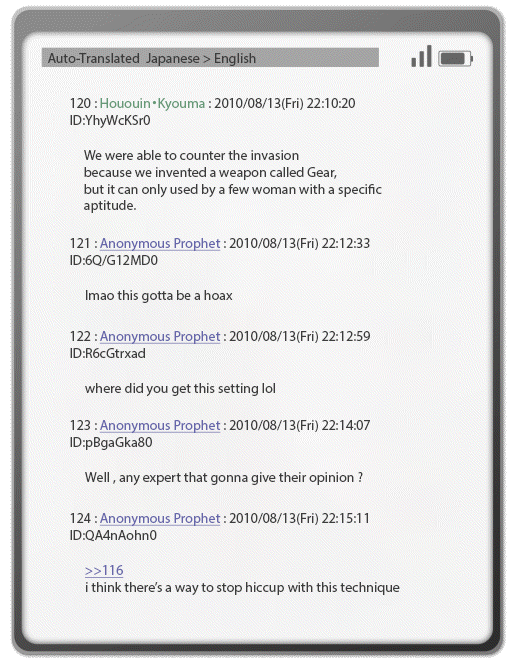 Auto-Translated Japanese > English
120 : Hououin・Kyouma : 2010/08/13(Fri) 22:10:20
ID:YhyWcKSr0
We were able to counter the invasion
because we invented a weapon called Gear,
but it can only used by a few woman with a specific
aptitude.
121 : Anonymous Prophet : 2010/08/13(Fri) 22:12:33
ID:6Q/G12MD0
lmao this gotta be a hoax
122 : Anonymous Prophet : 2010/08/13(Fri) 22:12:59
ID:R6cGtrxad
where did you get this setting lol
123 : Anonymous Prophet : 2010/08/13(Fri) 22:14:07
ID:pBgaGka80
Well , any expert that gonna give their opinion ?
124 : Anonymous Prophet : 2010/08/13(Fri) 22:15:11
ID:QA4nAohn0
>>116
i think there's a way to stop hiccup with this technique